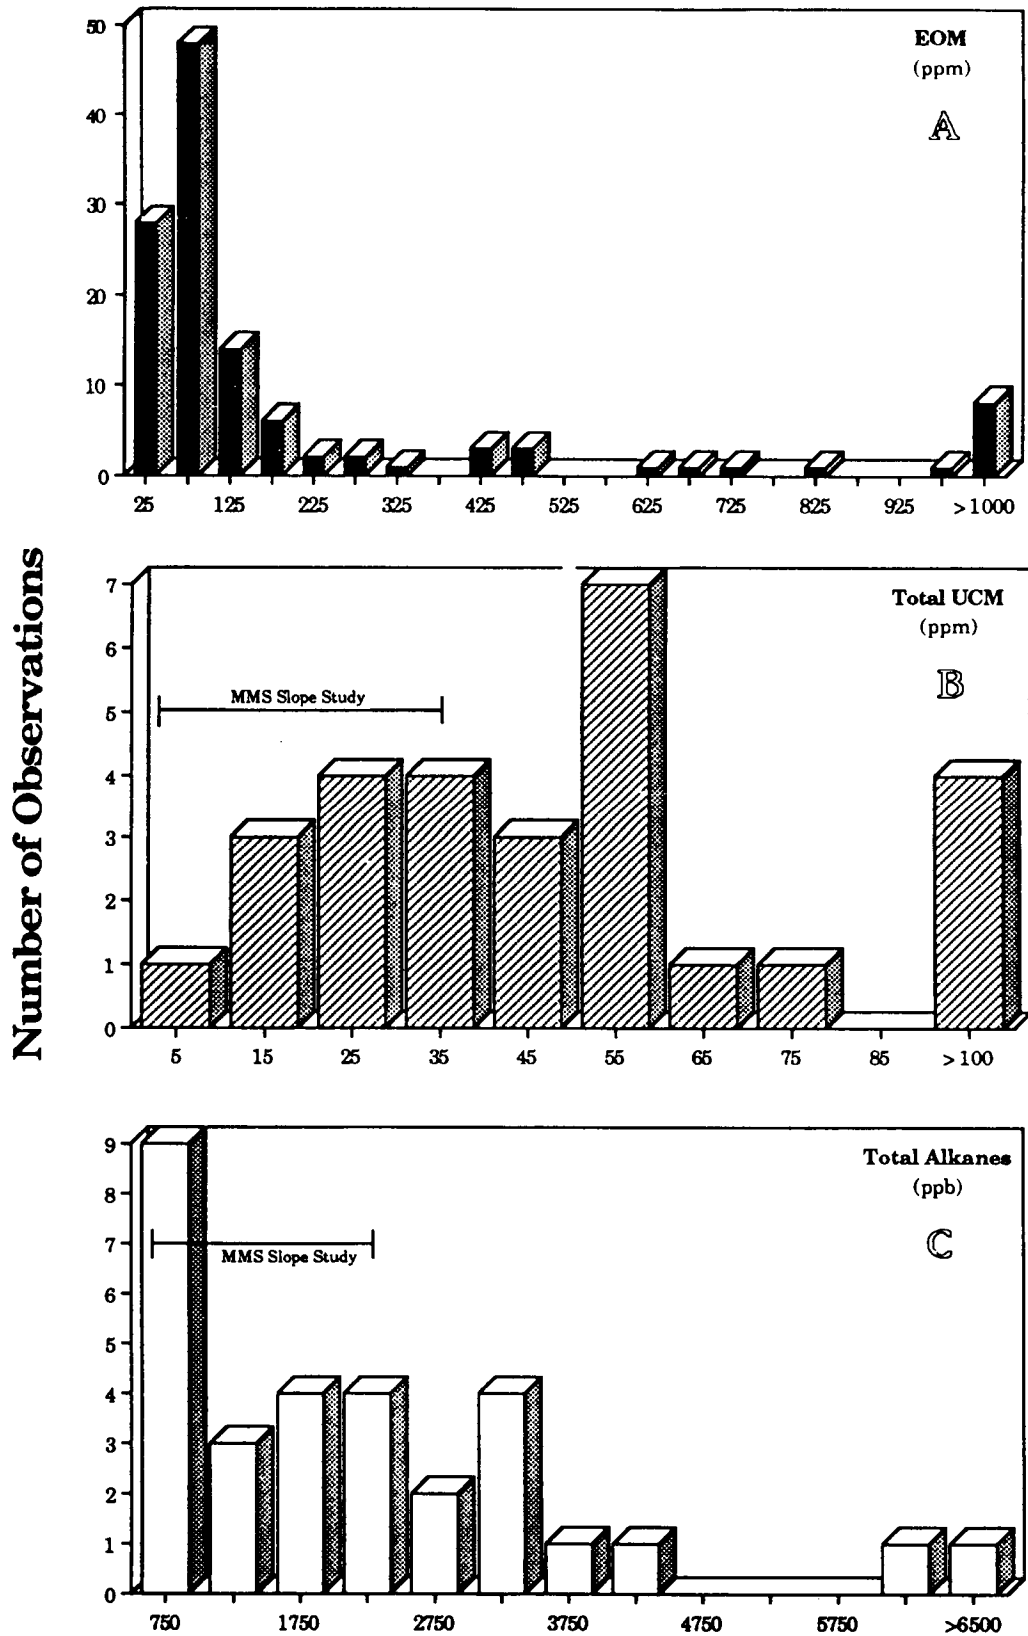 Number of Observations
EOM
(ppm)
A
50
40
30
20
10
0
25 125 225 325 425 525 625 725 825 925 >1000
Total UCM
(ppm)
B
MMS Slope Study
7
6
5
4
3
2
1
0
5 15 25 35 45 55 65 75 85 >100
Total Alkanes
(ppb)
C
MMS Slope Study
9
8
7
6
5
4
3
2
1
0
750 1750 2750 3750 4750 5750 >6500